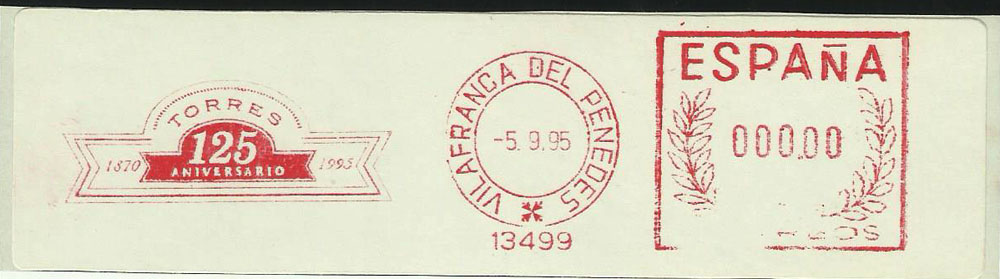 TORRES
125
1870 ANIVERSARIO 1995
VILAFRANCA DEL PENEDES
-5.9.95
13499
ESPAÑA
000.00